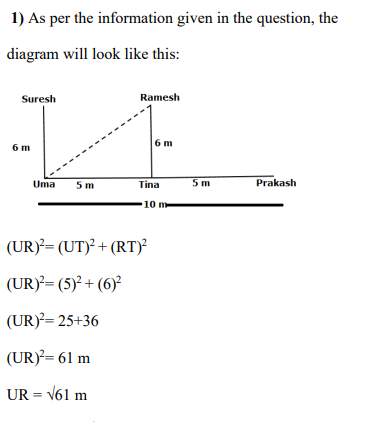 1) As per the information given in the question, the
diagram will look like this:
Suresh Ramesh
6 m 6 m
Uma 5 m Tina 5 m Prakash
10 m
(UR)²= (UT)² + (RT)²
(UR)²= (5)² + (6)²
(UR)²= 25+36
(UR)²= 61 m
UR = √61 m